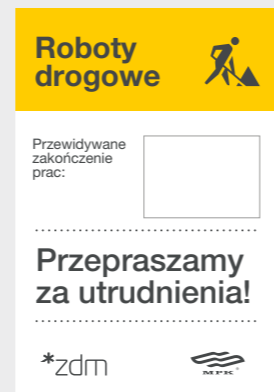 Roboty
drogowe
Przewidywane
zakończenie
prac:
Przepraszamy
za utrudnienia!
*zdm
MPK